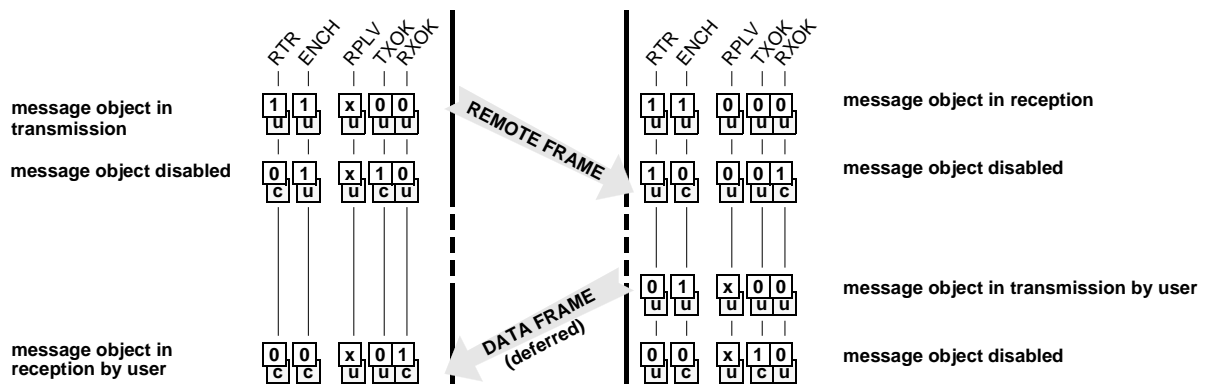 RTR ENCH RPLV TXOK RXOK
RTR ENCH RPLV TXOK RXOK
message object in
transmission
1 1 x 0 0
u u u u u
REMOTE FRAME
1 1 0 0 0
u u u u u
message object in reception
message object disabled
0 1 x 1 0
c u u c u
1 0 0 0 1
u c u u c
message object disabled
0 1 x 0 0
u u u u u
message object in transmission by user
DATA FRAME
(deferred)
message object in
reception by user
0 0 x 0 1
c c u u c
0 0 x 1 0
u c u c u
message object disabled